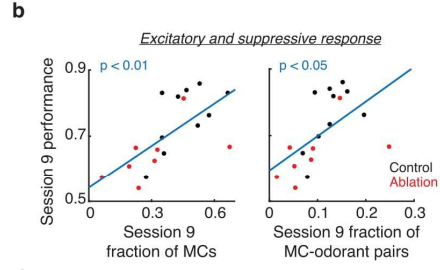 b
Excitatory and suppressive response
p < 0.01
p < 0.05
Session 9 performance
0.9
0.7
0.5
0
0.3
0.6
0
0.1
0.2
0.3
Control
Ablation
Session 9
fraction of MCs
Session 9 fraction of
MC-odorant pairs